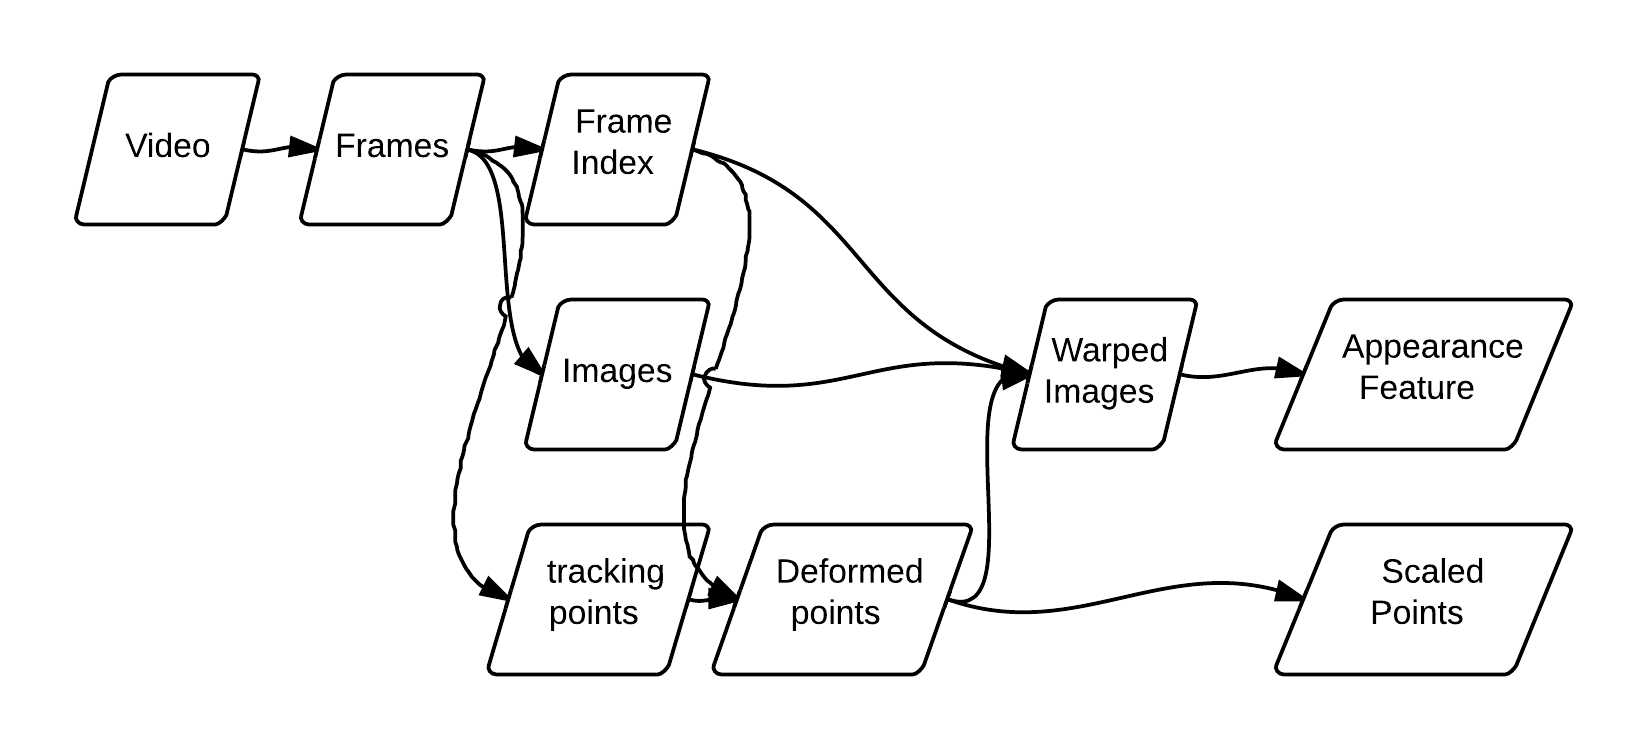 Video
Frames
Frame
Index
Images
Warped
Images
Appearance
Feature
tracking
points
Deformed
points
Scaled
Points